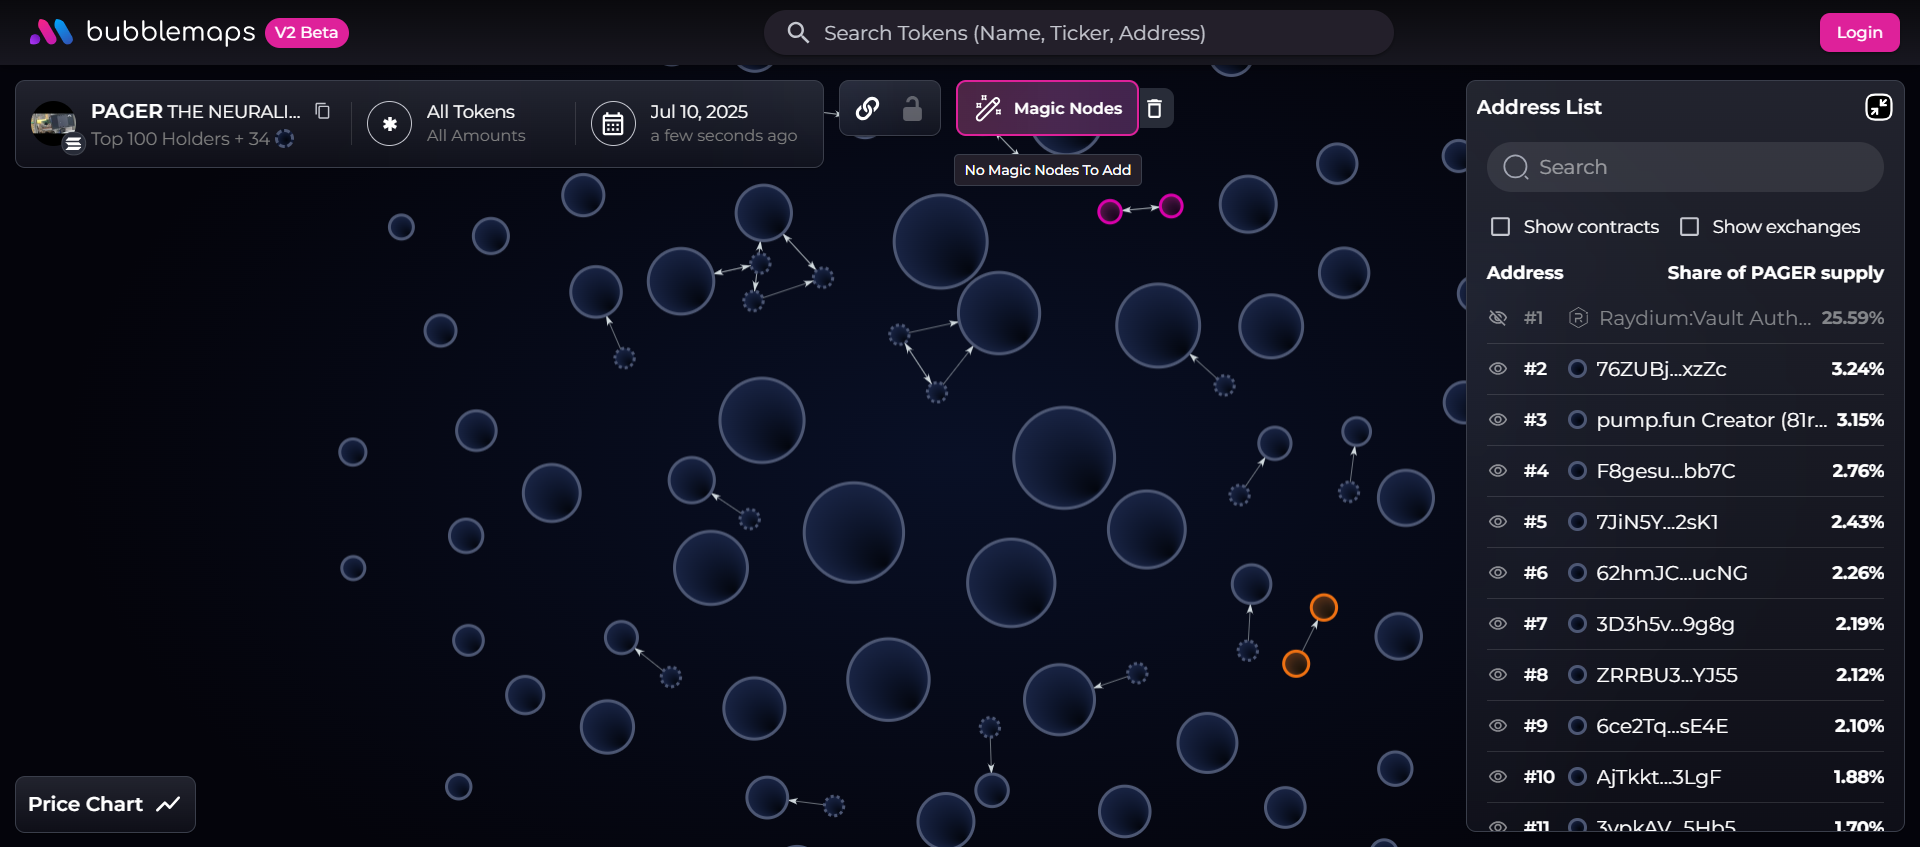 bubblemaps V2 Beta
Search Tokens (Name, Ticker, Address)
Login
PAGER THE NEURALI...
Top 100 Holders + 34
All Tokens
All Amounts
Jul 10, 2025
a few seconds ago
Magic Nodes
No Magic Nodes To Add
Address List
Search
Show contracts Show exchanges
Address Share of PAGER supply
#1 Raydium:Vault Auth... 25.59%
#2 76ZUBj...xzZc 3.24%
#3 pump.fun Creator (81r... 3.15%
#4 F8gesu...bb7C 2.76%
#5 7JiN5Y...2sK1 2.43%
#6 62hmJC...ucNG 2.26%
#7 3D3h5v...9g8g 2.19%
#8 ZRRBU3...YJ55 2.12%
#9 6ce2Tq...sE4E 2.10%
#10 AjTkkt...3LgF 1.88%
#11 1.70%
Price Chart